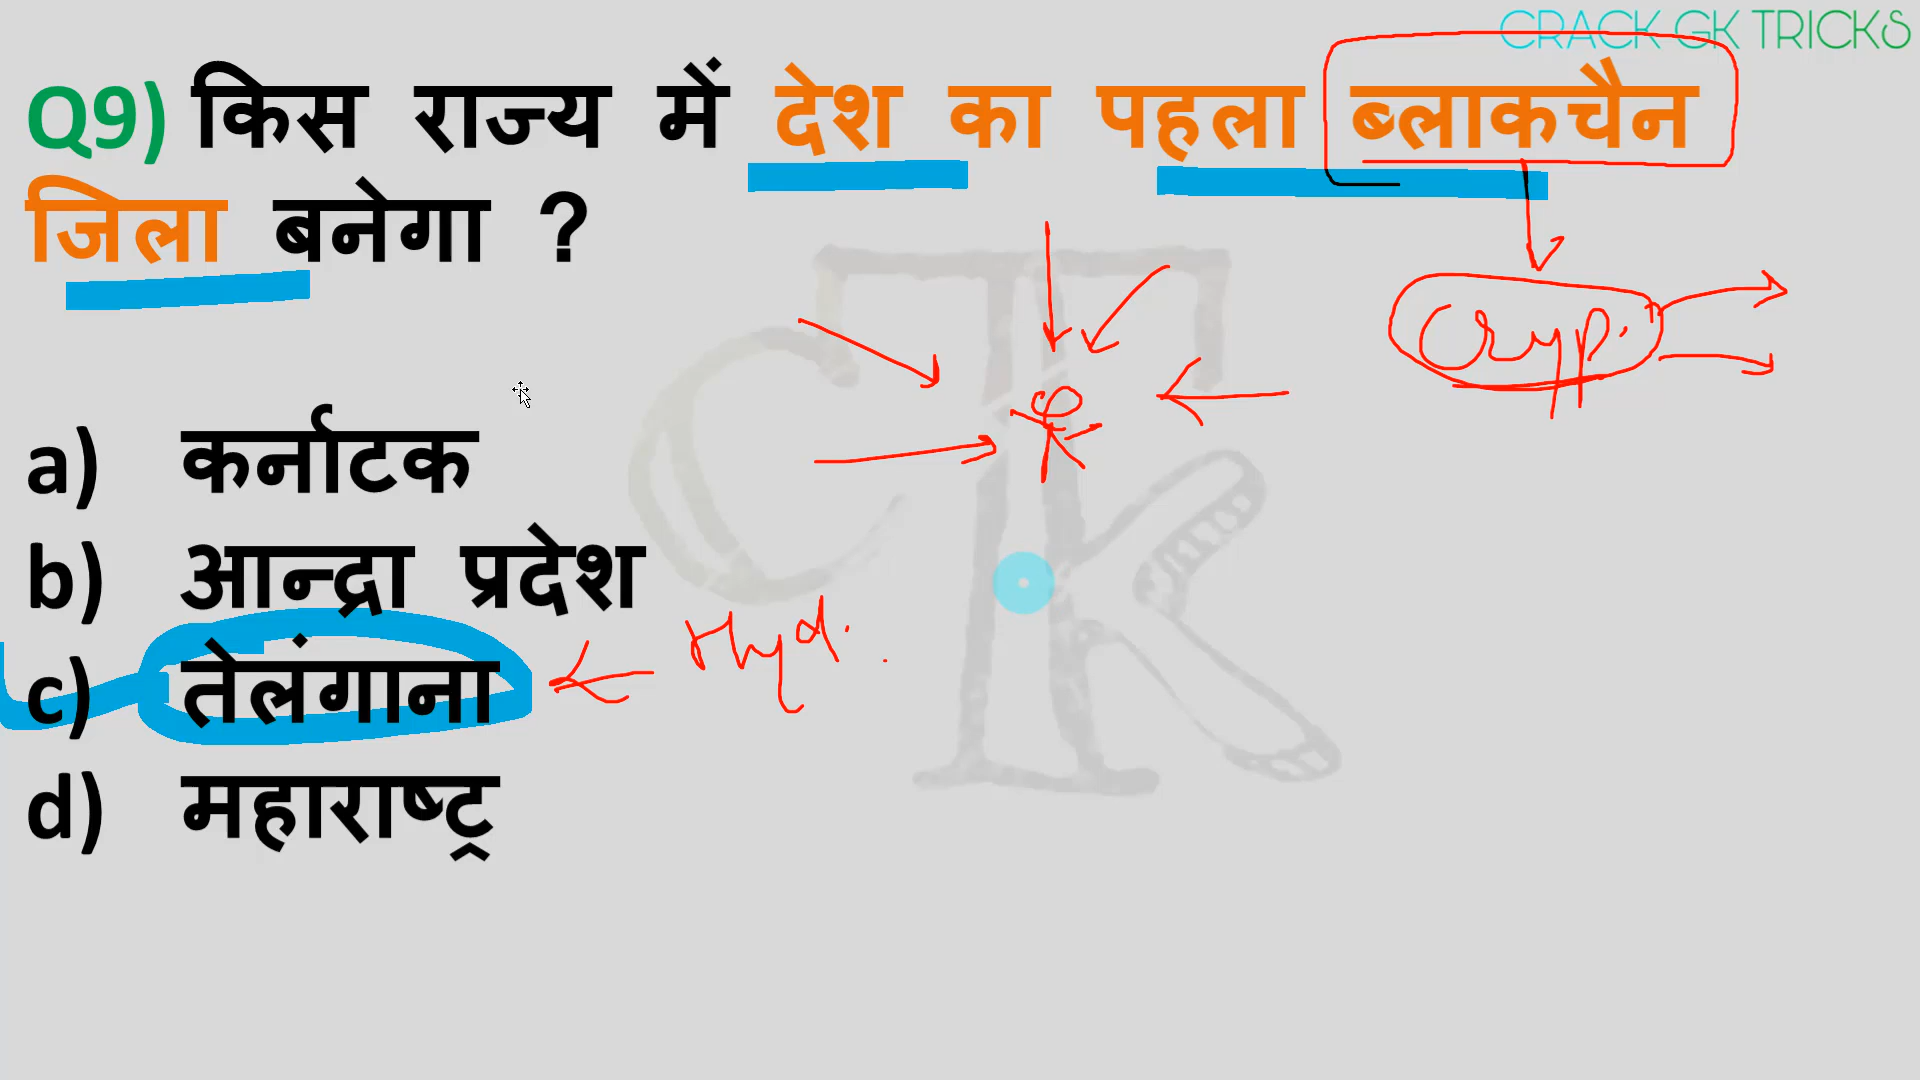 CRACK GK TRICKS
Q9) किस राज्य में देश का पहला ब्लाकचैन
जिला बनेगा ?
Cryp.
a) कर्नाटक
b) आन्द्रा प्रदेश
Hyd.
c) तेलंगाना
d) महाराष्ट्र